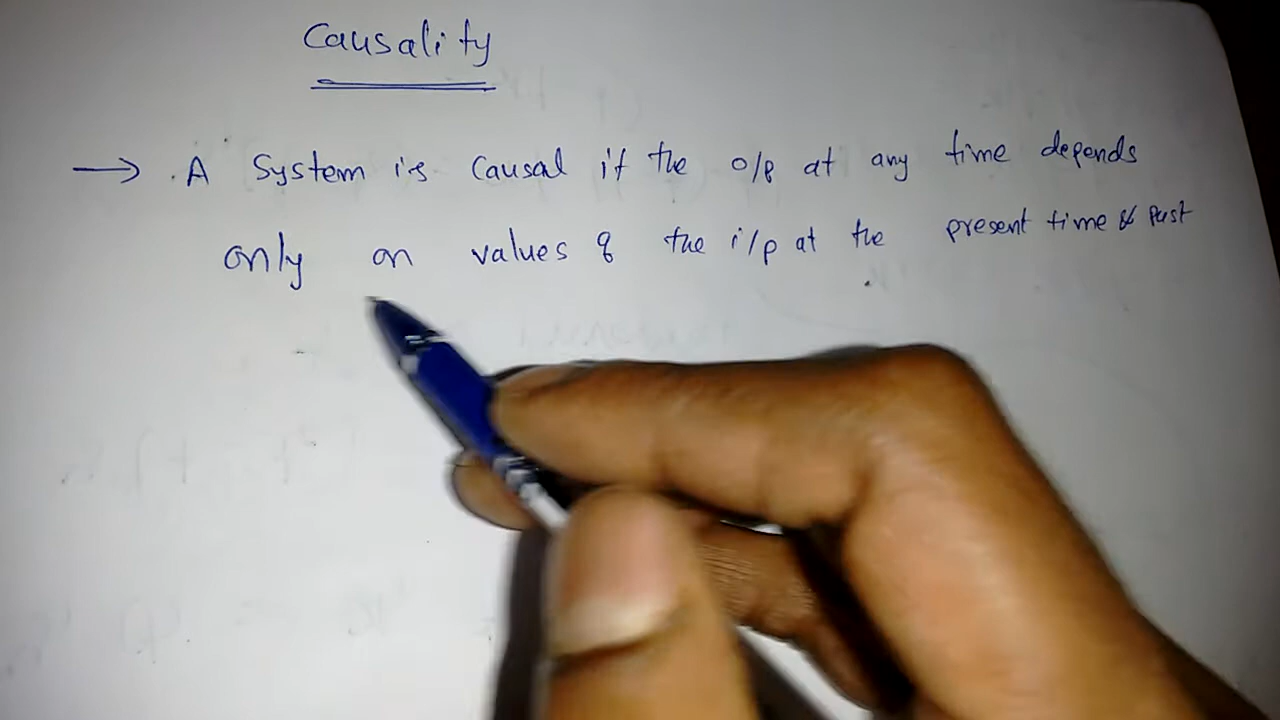 Causality
→ A System is Causal if the o/p at any time depends
only on values of the i/p at the present time & past